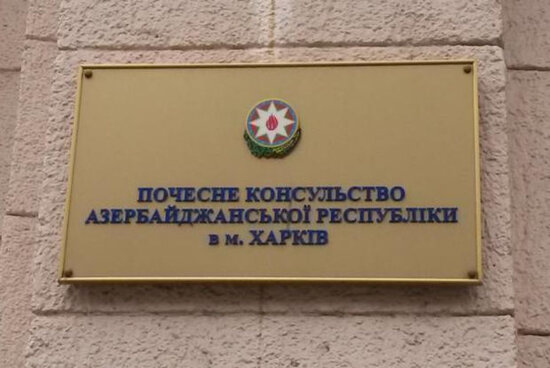 ПОЧЕСНЕ КОНСУЛЬСТВО
АЗЕРБАЙДЖАНСЬКОЇ РЕСПУБЛІКИ
в м. ХАРКІВ